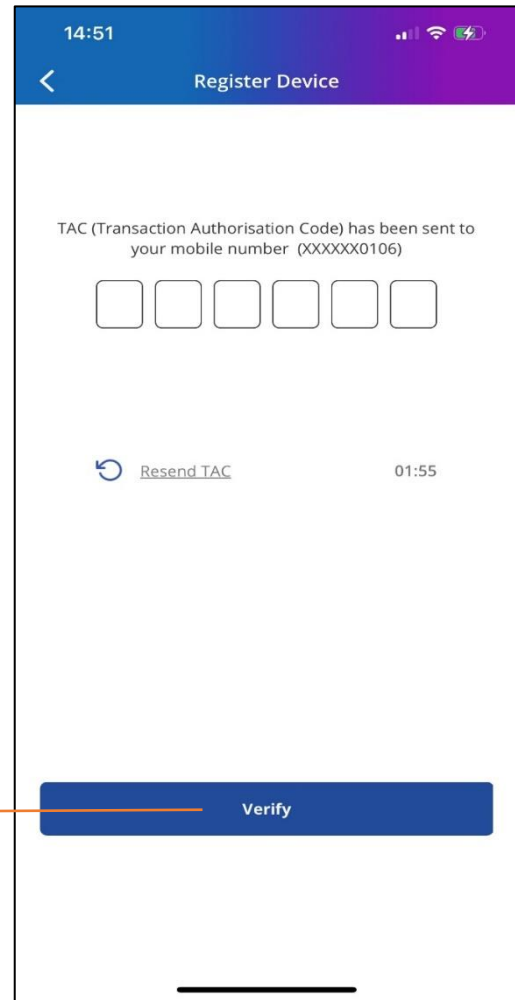 14:51
Register Device
TAC (Transaction Authorisation Code) has been sent to
your mobile number (XXXXXX0106)
Resend TAC 01:55
Verify